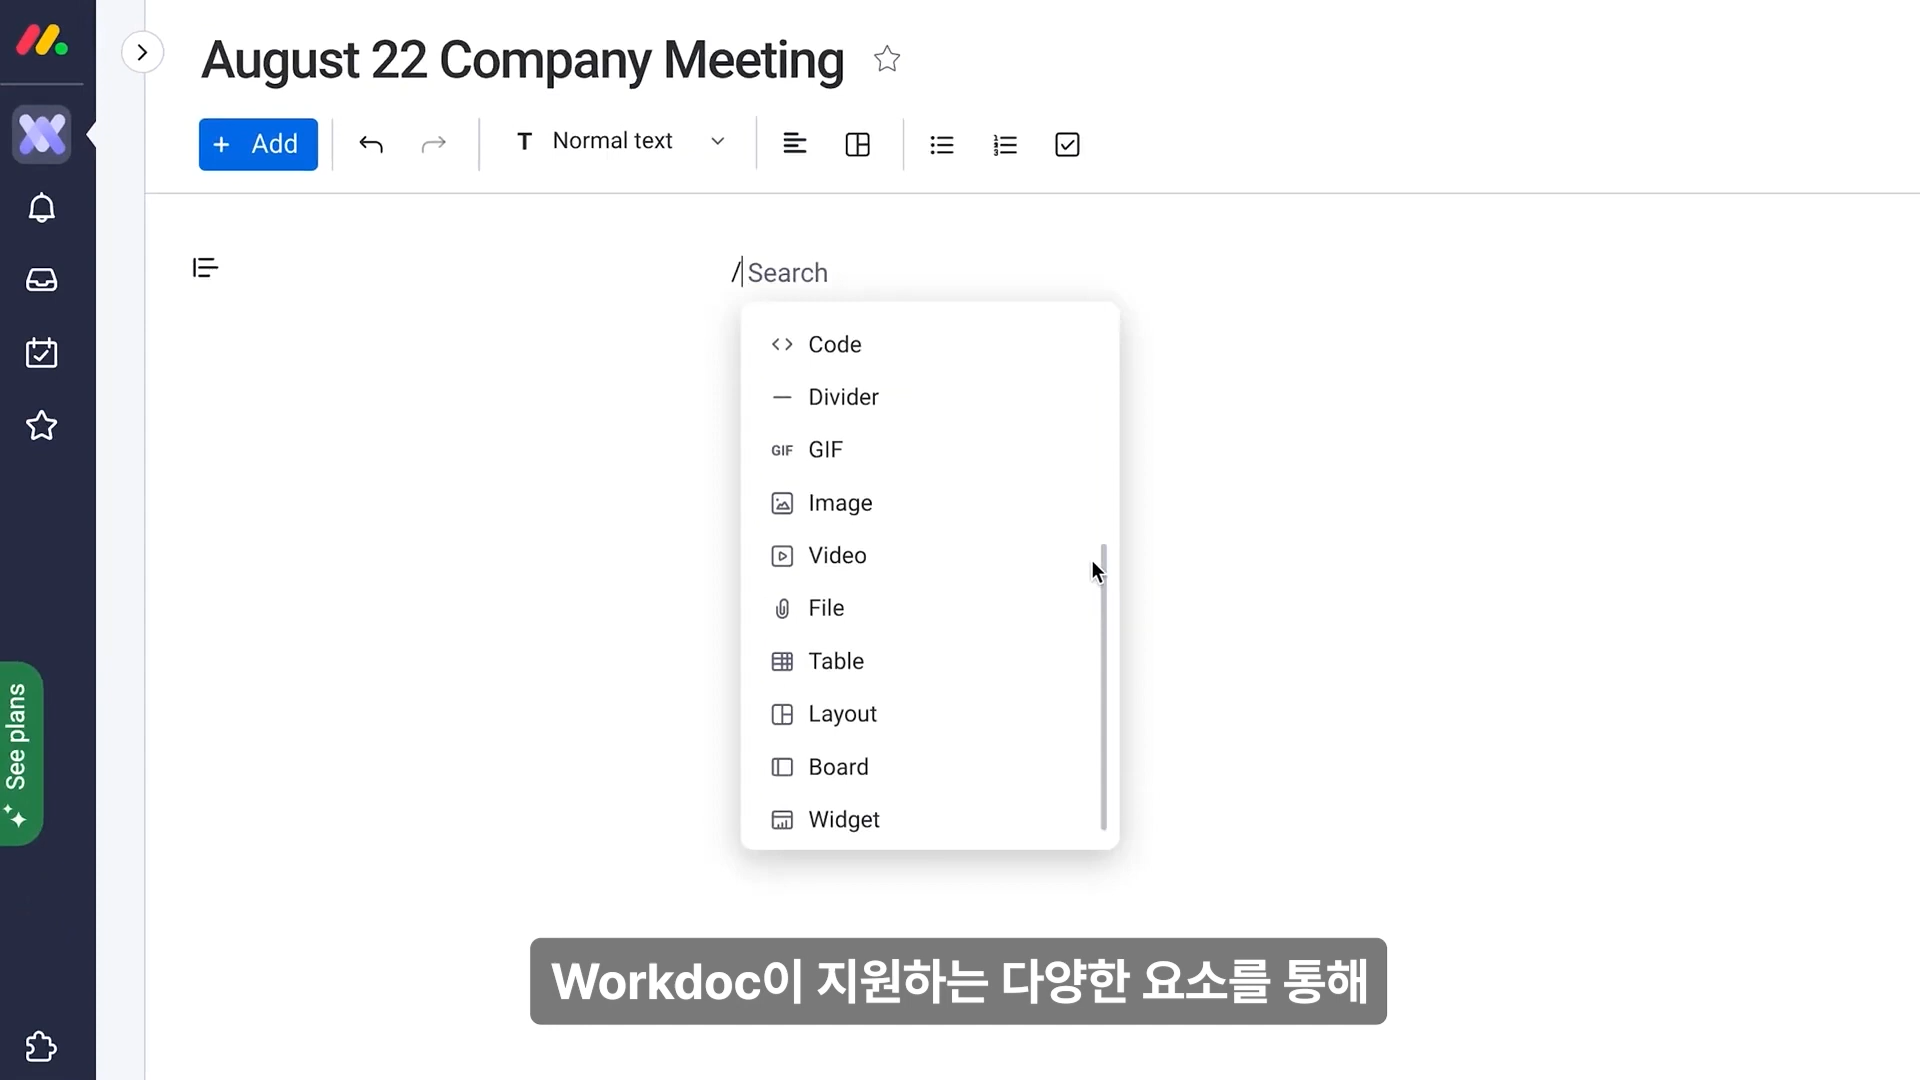 August 22 Company Meeting
+ Add
T Normal text
/Search
Code
Divider
GIF GIF
Image
Video
File
Table
Layout
Board
Widget
See plans
Workdoc이 지원하는 다양한 요소를 통해